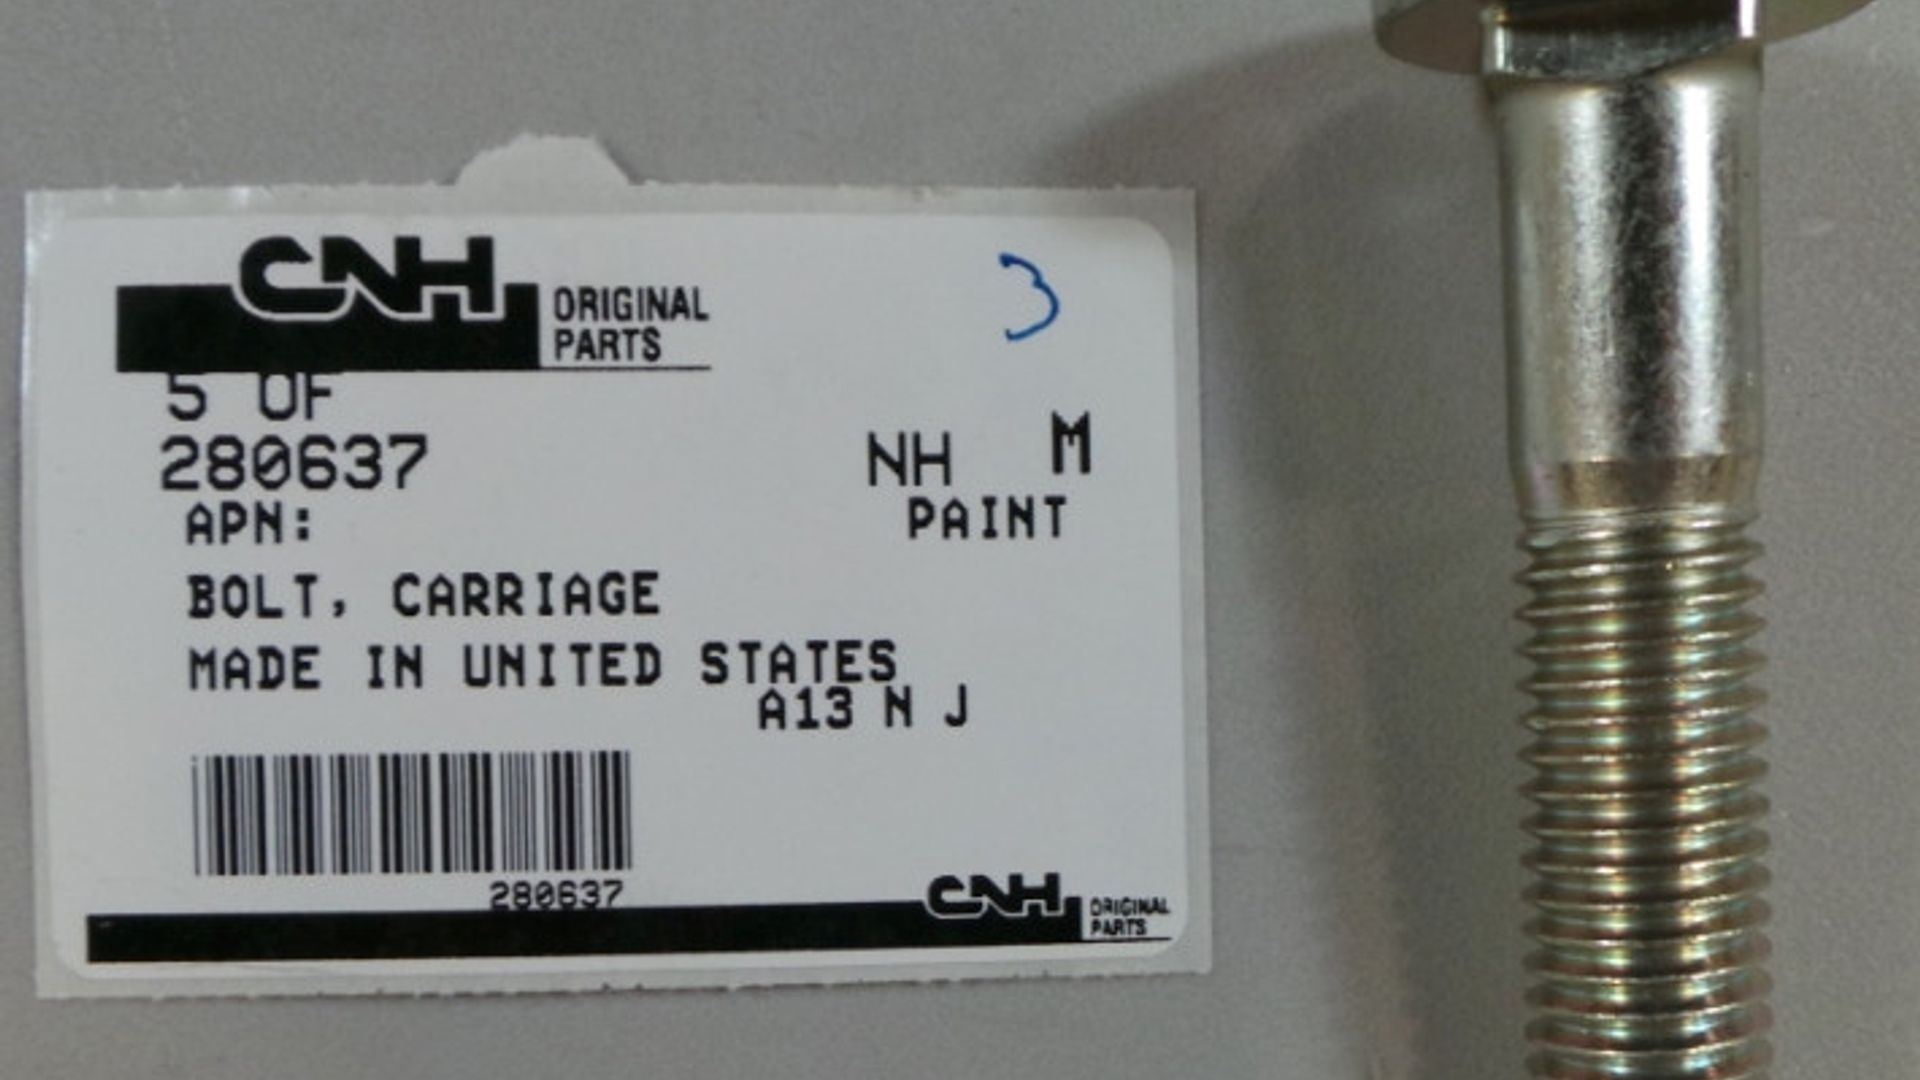 CNH ORIGINAL
PARTS
3
5 OF
280637 NH M
APN: PAINT
BOLT, CARRIAGE
MADE IN UNITED STATES
A13 N J
280637
CNH ORIGINAL
PARTS